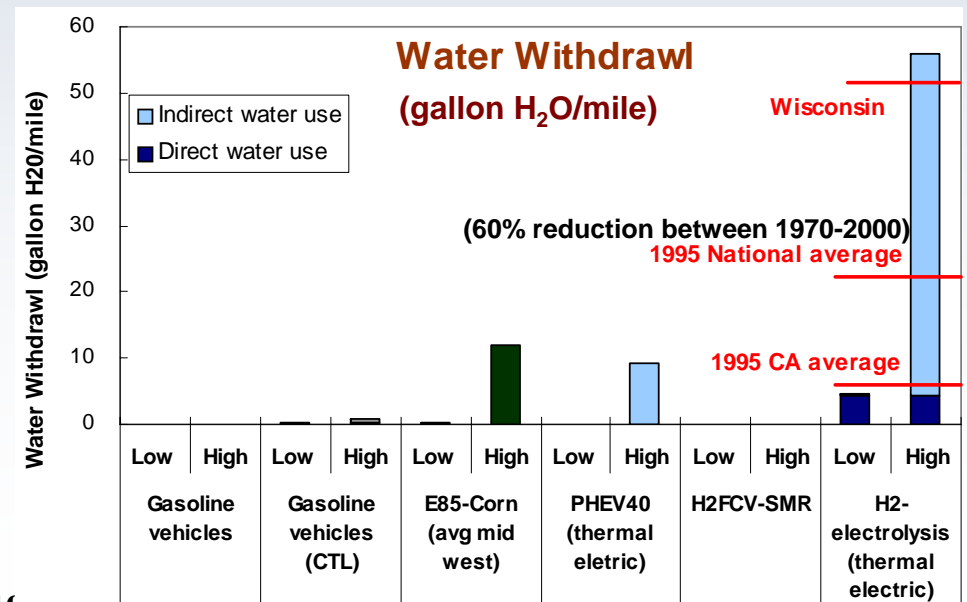 Water Withdrawl
(gallon H₂O/mile)
Water Withdrawl (gallon H20/mile)
60
50
40
30
20
10
0
Indirect water use
Direct water use
Wisconsin
(60% reduction between 1970-2000)
1995 National average
1995 CA average
Low High Low High Low High Low High Low High Low High
Gasoline
vehicles
Gasoline
vehicles
(CTL)
E85-Corn
(avg mid
west)
PHEV40
(thermal
eletric)
H2FCV-SMR
H2-
electrolysis
(thermal
electric)